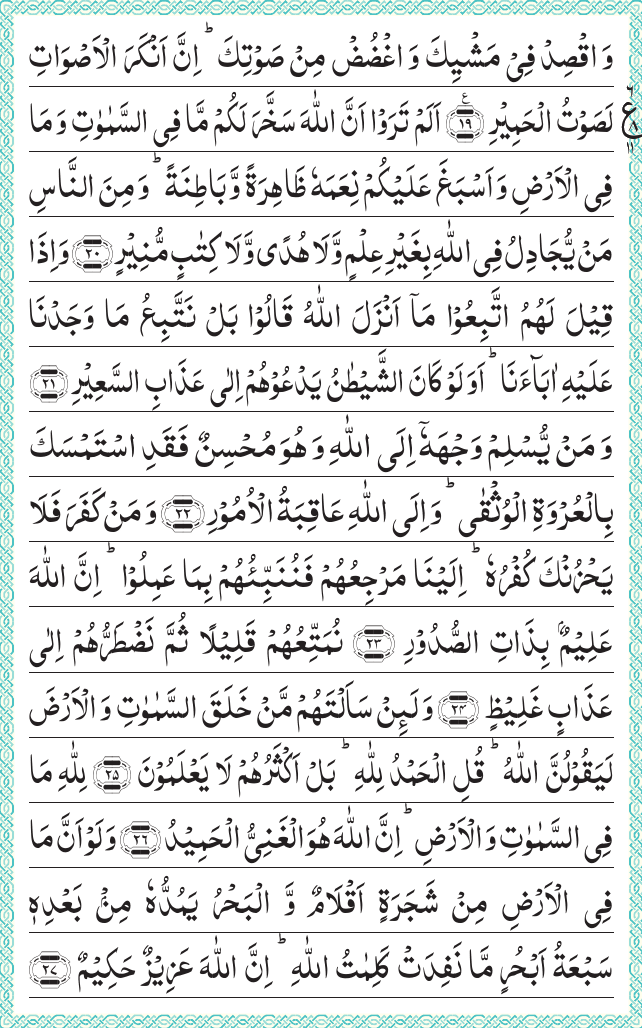 وَ اقْصِدْ فِیْ مَشْیِكَ وَ اغْضُضْ مِنْ صَوْتِكَ ؕ اِنَّ اَنْكَرَ الْاَصْوَاتِ
لَصَوْتُ الْحَمِیْرِ ۟۠ ﴿۱۹﴾ اَلَمْ تَرَوْا اَنَّ اللّٰهَ سَخَّرَ لَكُمْ مَّا فِی السَّمٰوٰتِ وَ مَا
فِی الْاَرْضِ وَ اَسْبَغَ عَلَیْكُمْ نِعَمَهٗ ظَاهِرَةً وَّ بَاطِنَةً ؕ وَ مِنَ النَّاسِ
مَنْ یُّجَادِلُ فِی اللّٰهِ بِغَیْرِ عِلْمٍ وَّ لَا هُدًی وَّ لَا كِتٰبٍ مُّنِیْرٍ ﴿۲۰﴾ وَ اِذَا
قِیْلَ لَهُمُ اتَّبِعُوْا مَاۤ اَنْزَلَ اللّٰهُ قَالُوْا بَلْ نَتَّبِعُ مَا وَجَدْنَا
عَلَیْهِ اٰبَآءَنَا ؕ اَوَ لَوْ كَانَ الشَّیْطٰنُ یَدْعُوْهُمْ اِلٰی عَذَابِ السَّعِیْرِ ﴿۲۱﴾
وَ مَنْ یُّسْلِمْ وَجْهَهٗۤ اِلَی اللّٰهِ وَ هُوَ مُحْسِنٌ فَقَدِ اسْتَمْسَكَ
بِالْعُرْوَةِ الْوُثْقٰی ؕ وَ اِلَی اللّٰهِ عَاقِبَةُ الْاُمُوْرِ ﴿۲۲﴾ وَ مَنْ كَفَرَ فَلَا
یَحْزُنْكَ كُفْرُهٗ ؕ اِلَیْنَا مَرْجِعُهُمْ فَنُنَبِّئُهُمْ بِمَا عَمِلُوْا ؕ اِنَّ اللّٰهَ
عَلِیْمٌۢ بِذَاتِ الصُّدُوْرِ ﴿۲۳﴾ نُمَتِّعُهُمْ قَلِیْلًا ثُمَّ نَضْطَرُّهُمْ اِلٰی
عَذَابٍ غَلِیْظٍ ﴿۲۴﴾ وَ لَىِٕنْ سَاَلْتَهُمْ مَّنْ خَلَقَ السَّمٰوٰتِ وَ الْاَرْضَ
لَیَقُوْلُنَّ اللّٰهُ ؕ قُلِ الْحَمْدُ لِلّٰهِ ؕ بَلْ اَكْثَرُهُمْ لَا یَعْلَمُوْنَ ﴿۲۵﴾ لِلّٰهِ مَا
فِی السَّمٰوٰتِ وَ الْاَرْضِ ؕ اِنَّ اللّٰهَ هُوَ الْغَنِیُّ الْحَمِیْدُ ﴿۲۶﴾ وَ لَوْ اَنَّ مَا
فِی الْاَرْضِ مِنْ شَجَرَةٍ اَقْلَامٌ وَّ الْبَحْرُ یَمُدُّهٗ مِنْۢ بَعْدِهٖ
سَبْعَةُ اَبْحُرٍ مَّا نَفِدَتْ كَلِمٰتُ اللّٰهِ ؕ اِنَّ اللّٰهَ عَزِیْزٌ حَكِیْمٌ ﴿۲۷﴾